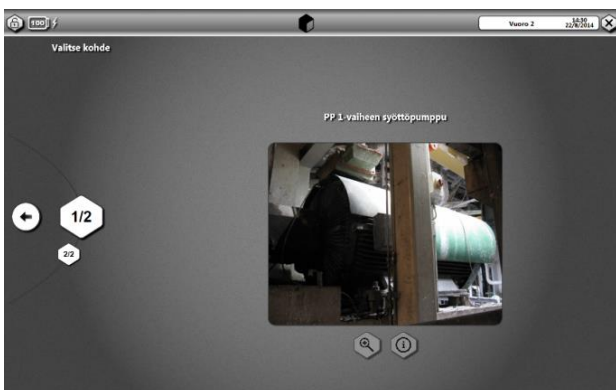 100
Vuoro 2
14:30
22/8/2014
Valitse kohde
PP 1-vaiheen syöttöpumppu
1/2
2/2